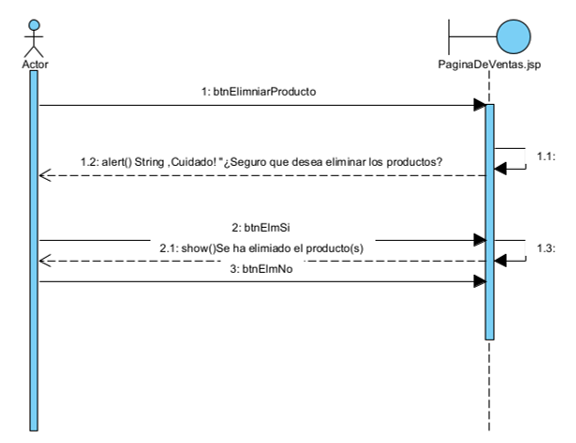 Actor
PaginaDeVentas.jsp
1: btnElimniarProducto
1.1:
1.2: alert() String ,Cuidado! "¿Seguro que desea eliminar los productos?
2: btnElmSi
2.1: show()Se ha elimiado el producto(s)
1.3:
3: btnElmNo